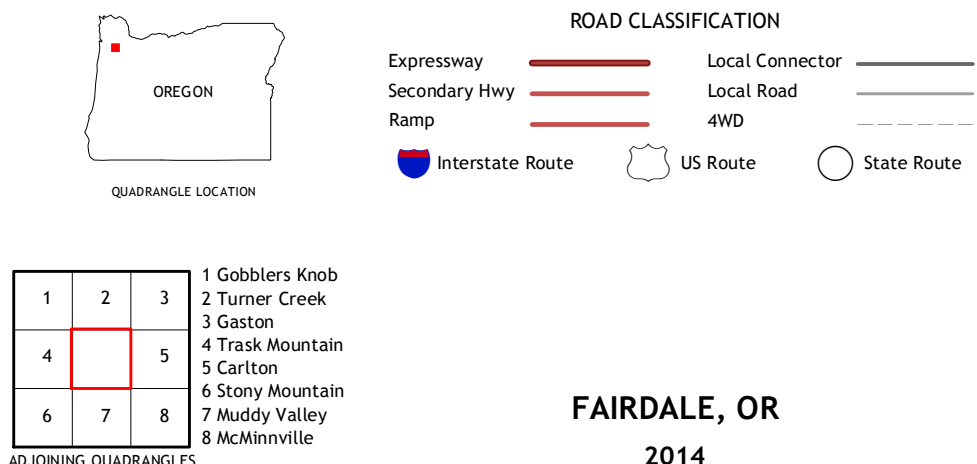 OREGON
QUADRANGLE LOCATION
ROAD CLASSIFICATION
Expressway
Secondary Hwy
Ramp
Local Connector
Local Road
4WD
Interstate Route
US Route
State Route
1 2 3
4 5
6 7 8
ADJOINING QUADRANGLES
1 Gobblers Knob
2 Turner Creek
3 Gaston
4 Trask Mountain
5 Carlton
6 Stony Mountain
7 Muddy Valley
8 McMinnville
FAIRDALE, OR
2014